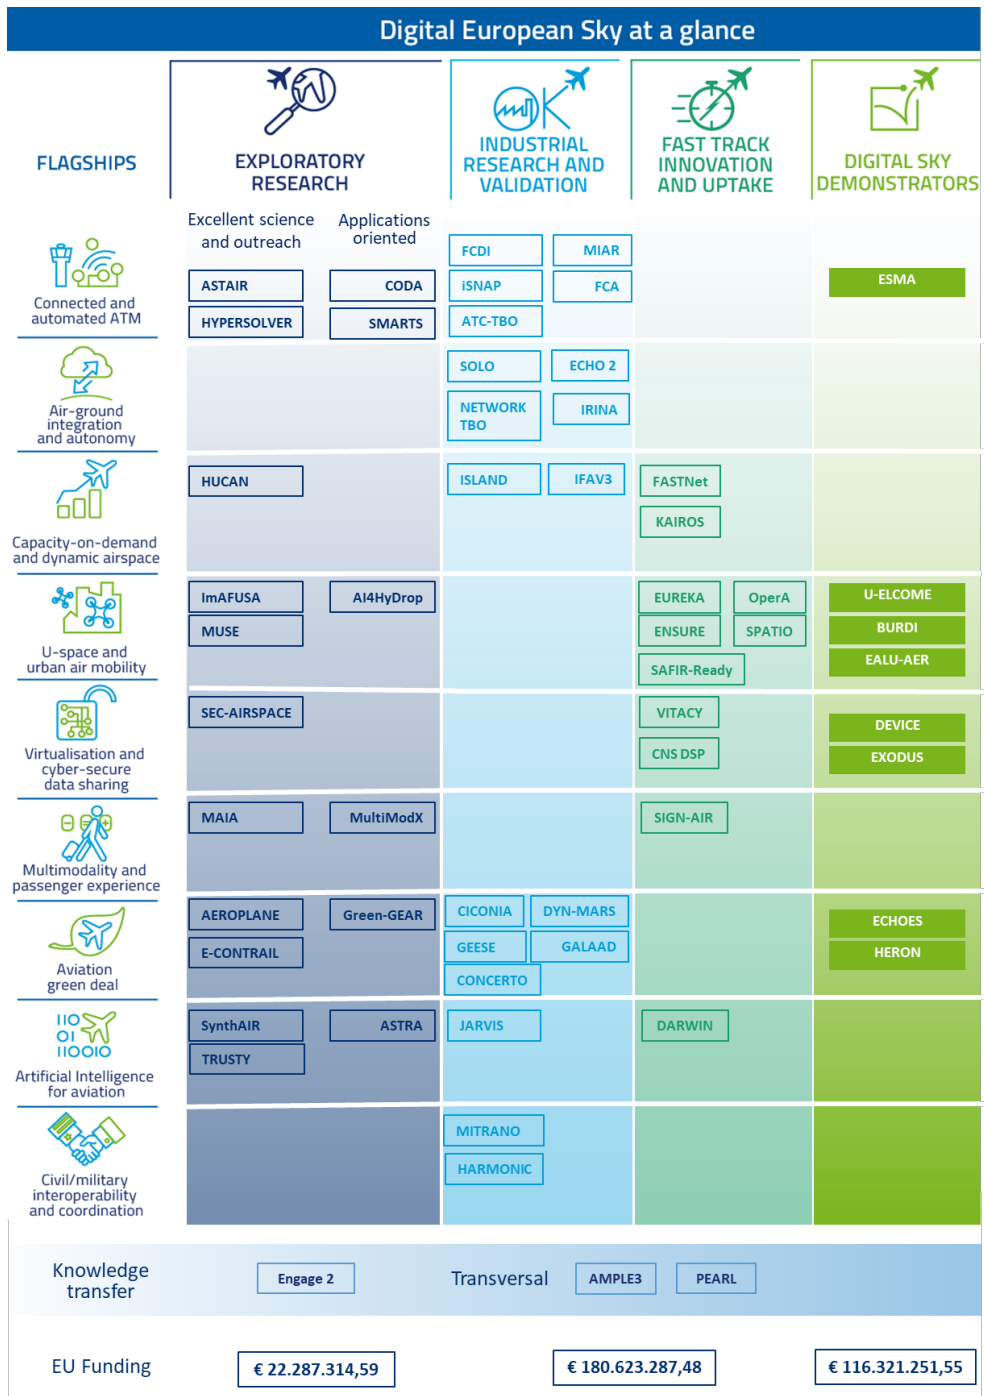 Digital European Sky at a glance
FLAGSHIPS
EXPLORATORY
RESEARCH
INDUSTRIAL
RESEARCH AND
VALIDATION
FAST TRACK
INNOVATION
AND UPTAKE
DIGITAL SKY
DEMONSTRATORS
Excellent science
and outreach
Applications
oriented
Connected and
automated ATM
ASTAIR
CODA
HYPERSOLVER
SMARTS
FCDI
MIAR
iSNAP
FCA
ATC-TBO
ESMA
Air-ground
integration
and autonomy
SOLO
ECHO 2
NETWORK
TBO
IRINA
Capacity-on-demand
and dynamic airspace
HUCAN
ISLAND
IFAV3
FASTNet
KAIROS
U-space and
urban air mobility
ImAFUSA
AI4HyDrop
MUSE
EUREKA
OperA
ENSURE
SPATIO
SAFIR-Ready
U-ELCOME
BURDI
EALU-AER
Virtualisation and
cyber-secure
data sharing
SEC-AIRSPACE
VITACY
CNS DSP
DEVICE
EXODUS
Multimodality and
passenger experience
MAIA
MultiModX
SIGN-AIR
Aviation
green deal
AEROPLANE
Green-GEAR
E-CONTRAIL
CICONIA
DYN-MARS
GEESE
GALAAD
CONCERTO
ECHOES
HERON
110
01
110010
Artificial Intelligence
for aviation
SynthAIR
ASTRA
TRUSTY
JARVIS
DARWIN
Civil/military
interoperability
and coordination
MITRANO
HARMONIC
Knowledge
transfer
Engage 2
Transversal
AMPLE3
PEARL
EU Funding
€ 22.287.314,59
€ 180.623.287,48
€ 116.321.251,55